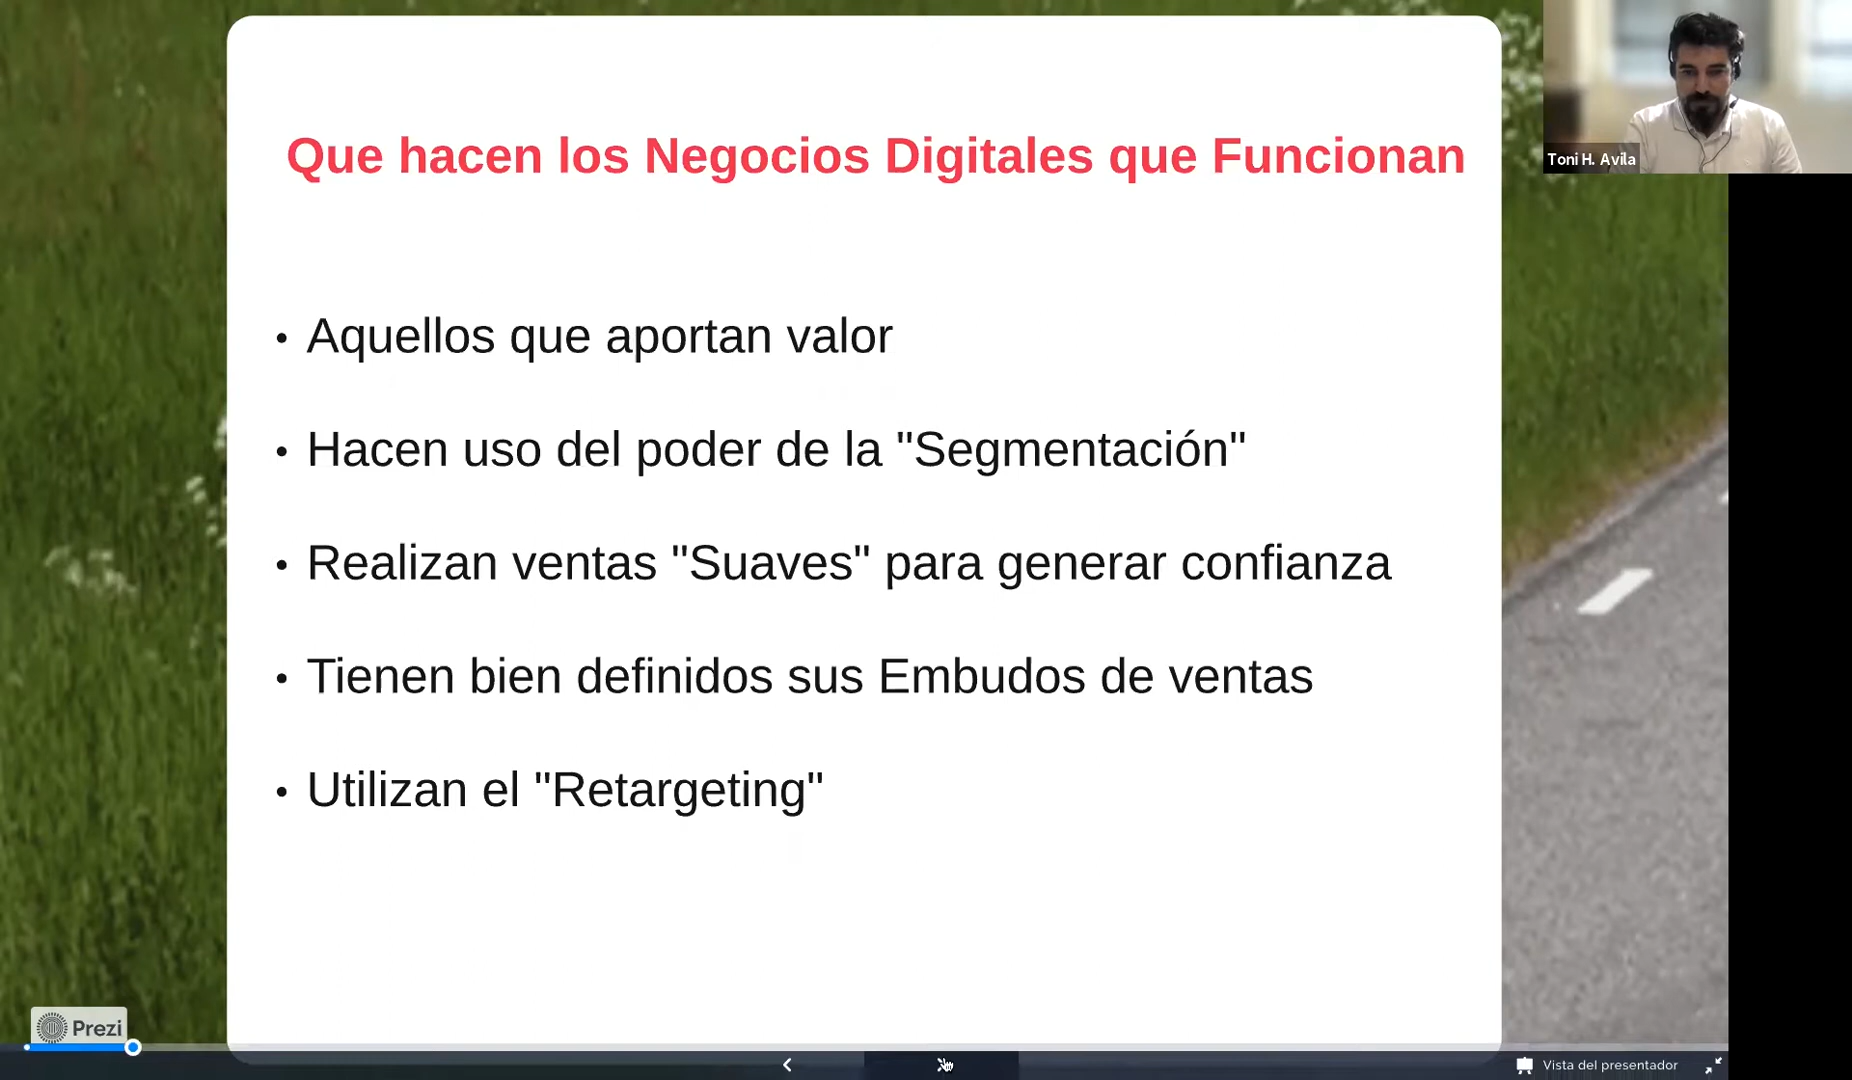 Que hacen los Negocios Digitales que Funcionan
Toni H. Avila
• Aquellos que aportan valor
• Hacen uso del poder de la "Segmentación"
• Realizan ventas "Suaves" para generar confianza
• Tienen bien definidos sus Embudos de ventas
• Utilizan el "Retargeting"
Prezi
Vista del presentador